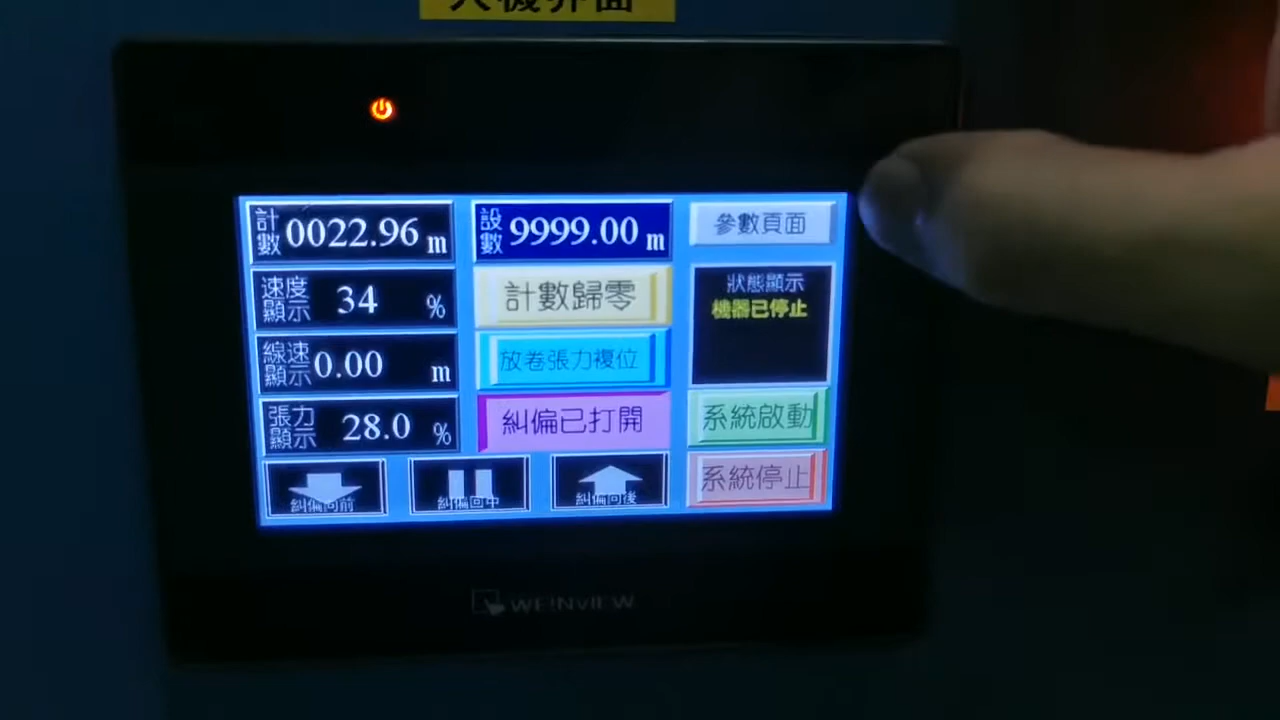 人機界面
計數 0022.96 m
設數 9999.00 m
參數頁面
速度顯示 34 %
計數歸零
狀態顯示
機器已停止
線速顯示 0.00 m
放卷張力複位
張力顯示 28.0 %
糾偏已打開
系統啟動
糾偏向前
糾偏回中
糾偏回後
系統停止
WEINVIEW